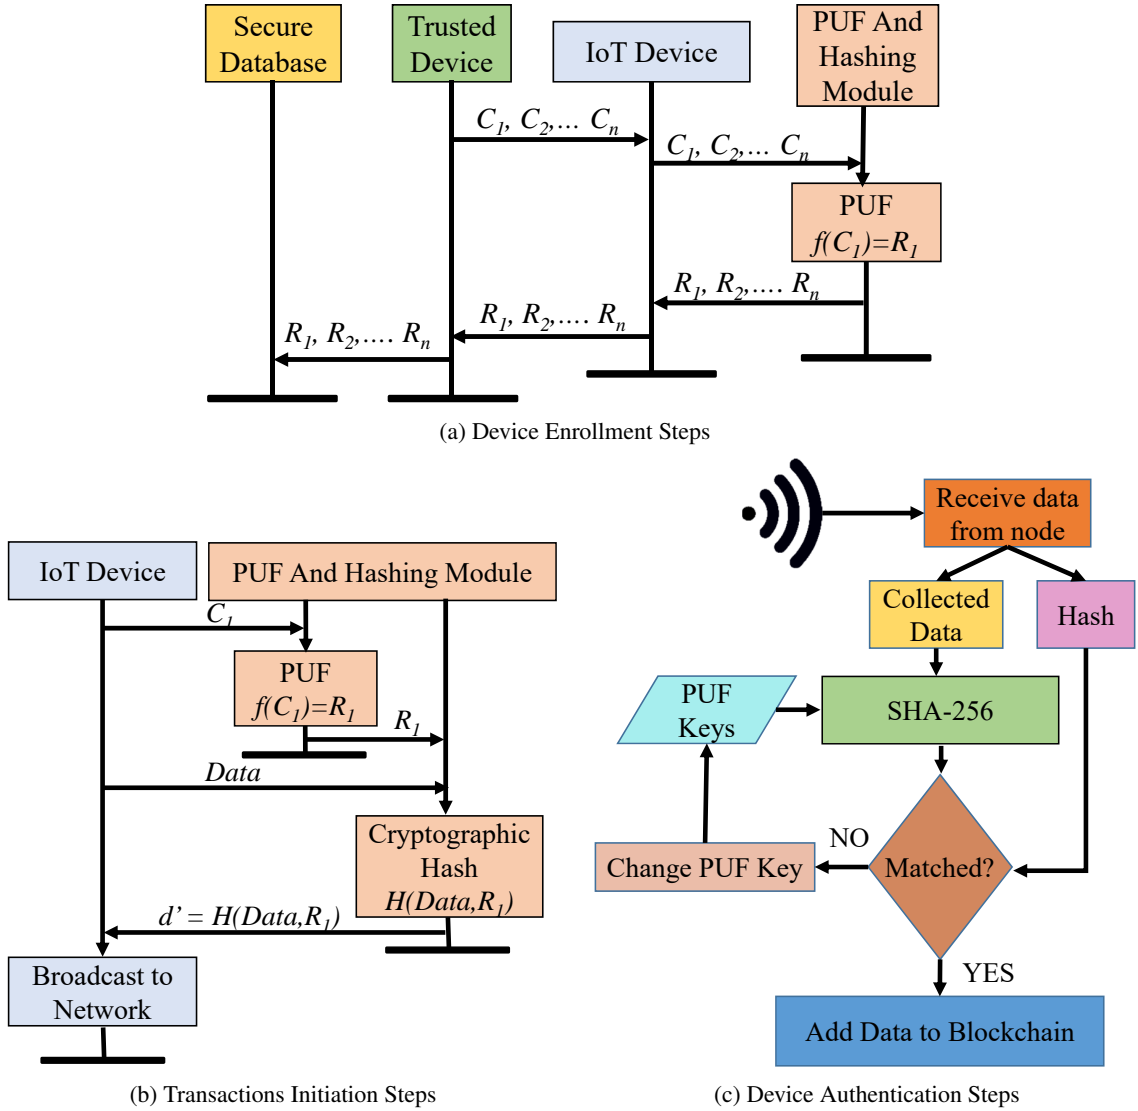 Secure
Database
Trusted
Device
IoT Device
PUF And
Hashing
Module
C₁, C₂,... Cₙ
C₁, C₂,... Cₙ
PUF
f(C₁)=R₁
R₁, R₂,.... Rₙ
R₁, R₂,.... Rₙ
R₁, R₂,.... Rₙ
(a) Device Enrollment Steps
IoT Device
PUF And Hashing Module
C₁
PUF
f(C₁)=R₁
R₁
Data
Cryptographic
Hash
H(Data,R₁)
d’ = H(Data,R₁)
Broadcast to
Network
(b) Transactions Initiation Steps
Receive data
from node
Collected
Data
Hash
PUF
Keys
SHA-256
NO
Matched?
Change PUF Key
YES
Add Data to Blockchain
(c) Device Authentication Steps